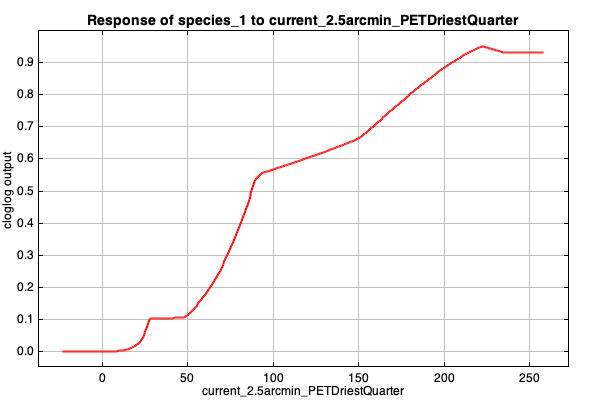 Response of species_1 to current_2.5arcmin_PETDriestQuarter
cloglog output
0.9
0.8
0.7
0.6
0.5
0.4
0.3
0.2
0.1
0.0
0 50 100 150 200 250
current_2.5arcmin_PETDriestQuarter